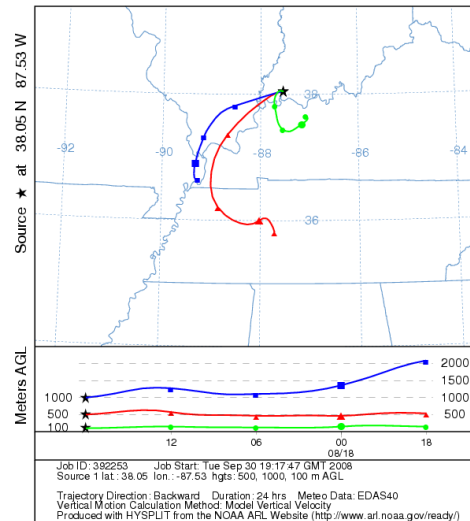 Source ★ at 38.05 N 87.53 W
38
-92
-90
-88
-86
-84
36
Meters AGL
2000
1500
1000
1000
500
500
100
12
06
00
18
08/18
Job ID: 392253 Job Start: Tue Sep 30 19:17:47 GMT 2008
Source 1 lat.: 38.05 lon.: -87.53 hgts: 500, 1000, 100 m AGL
Trajectory Direction: Backward Duration: 24 hrs Meteo Data: EDAS40
Vertical Motion Calculation Method: Model Vertical Velocity
Produced with HYSPLIT from the NOAA ARL Website (http://www.arl.noaa.gov/ready/)